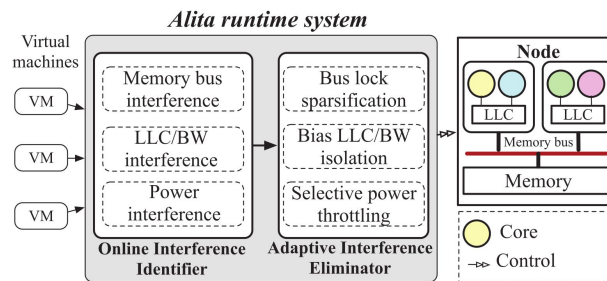 Alita runtime system
Virtual
machines
VM
VM
VM
Memory bus
interference
LLC/BW
interference
Power
interference
Online Interference
Identifier
Bus lock
sparsification
Bias LLC/BW
isolation
Selective power
throttling
Adaptive Interference
Eliminator
Node
LLC
LLC
Memory bus
Memory
Core
Control